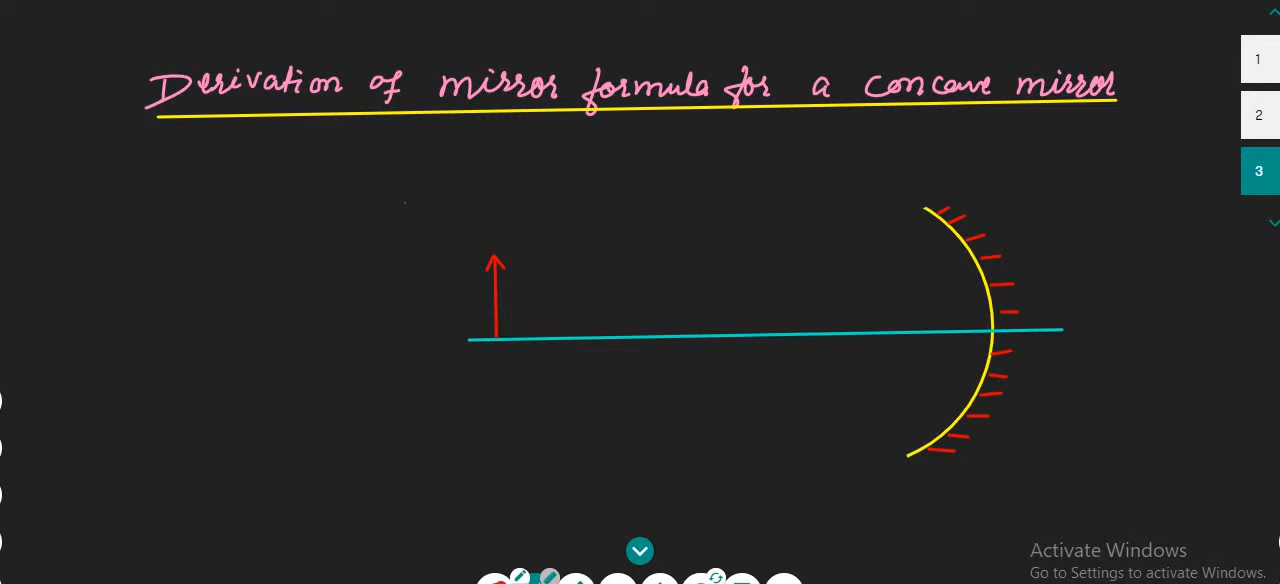 Derivation of mirror formula for a concave mirror
1
2
3
Activate Windows
Go to Settings to activate Windows.